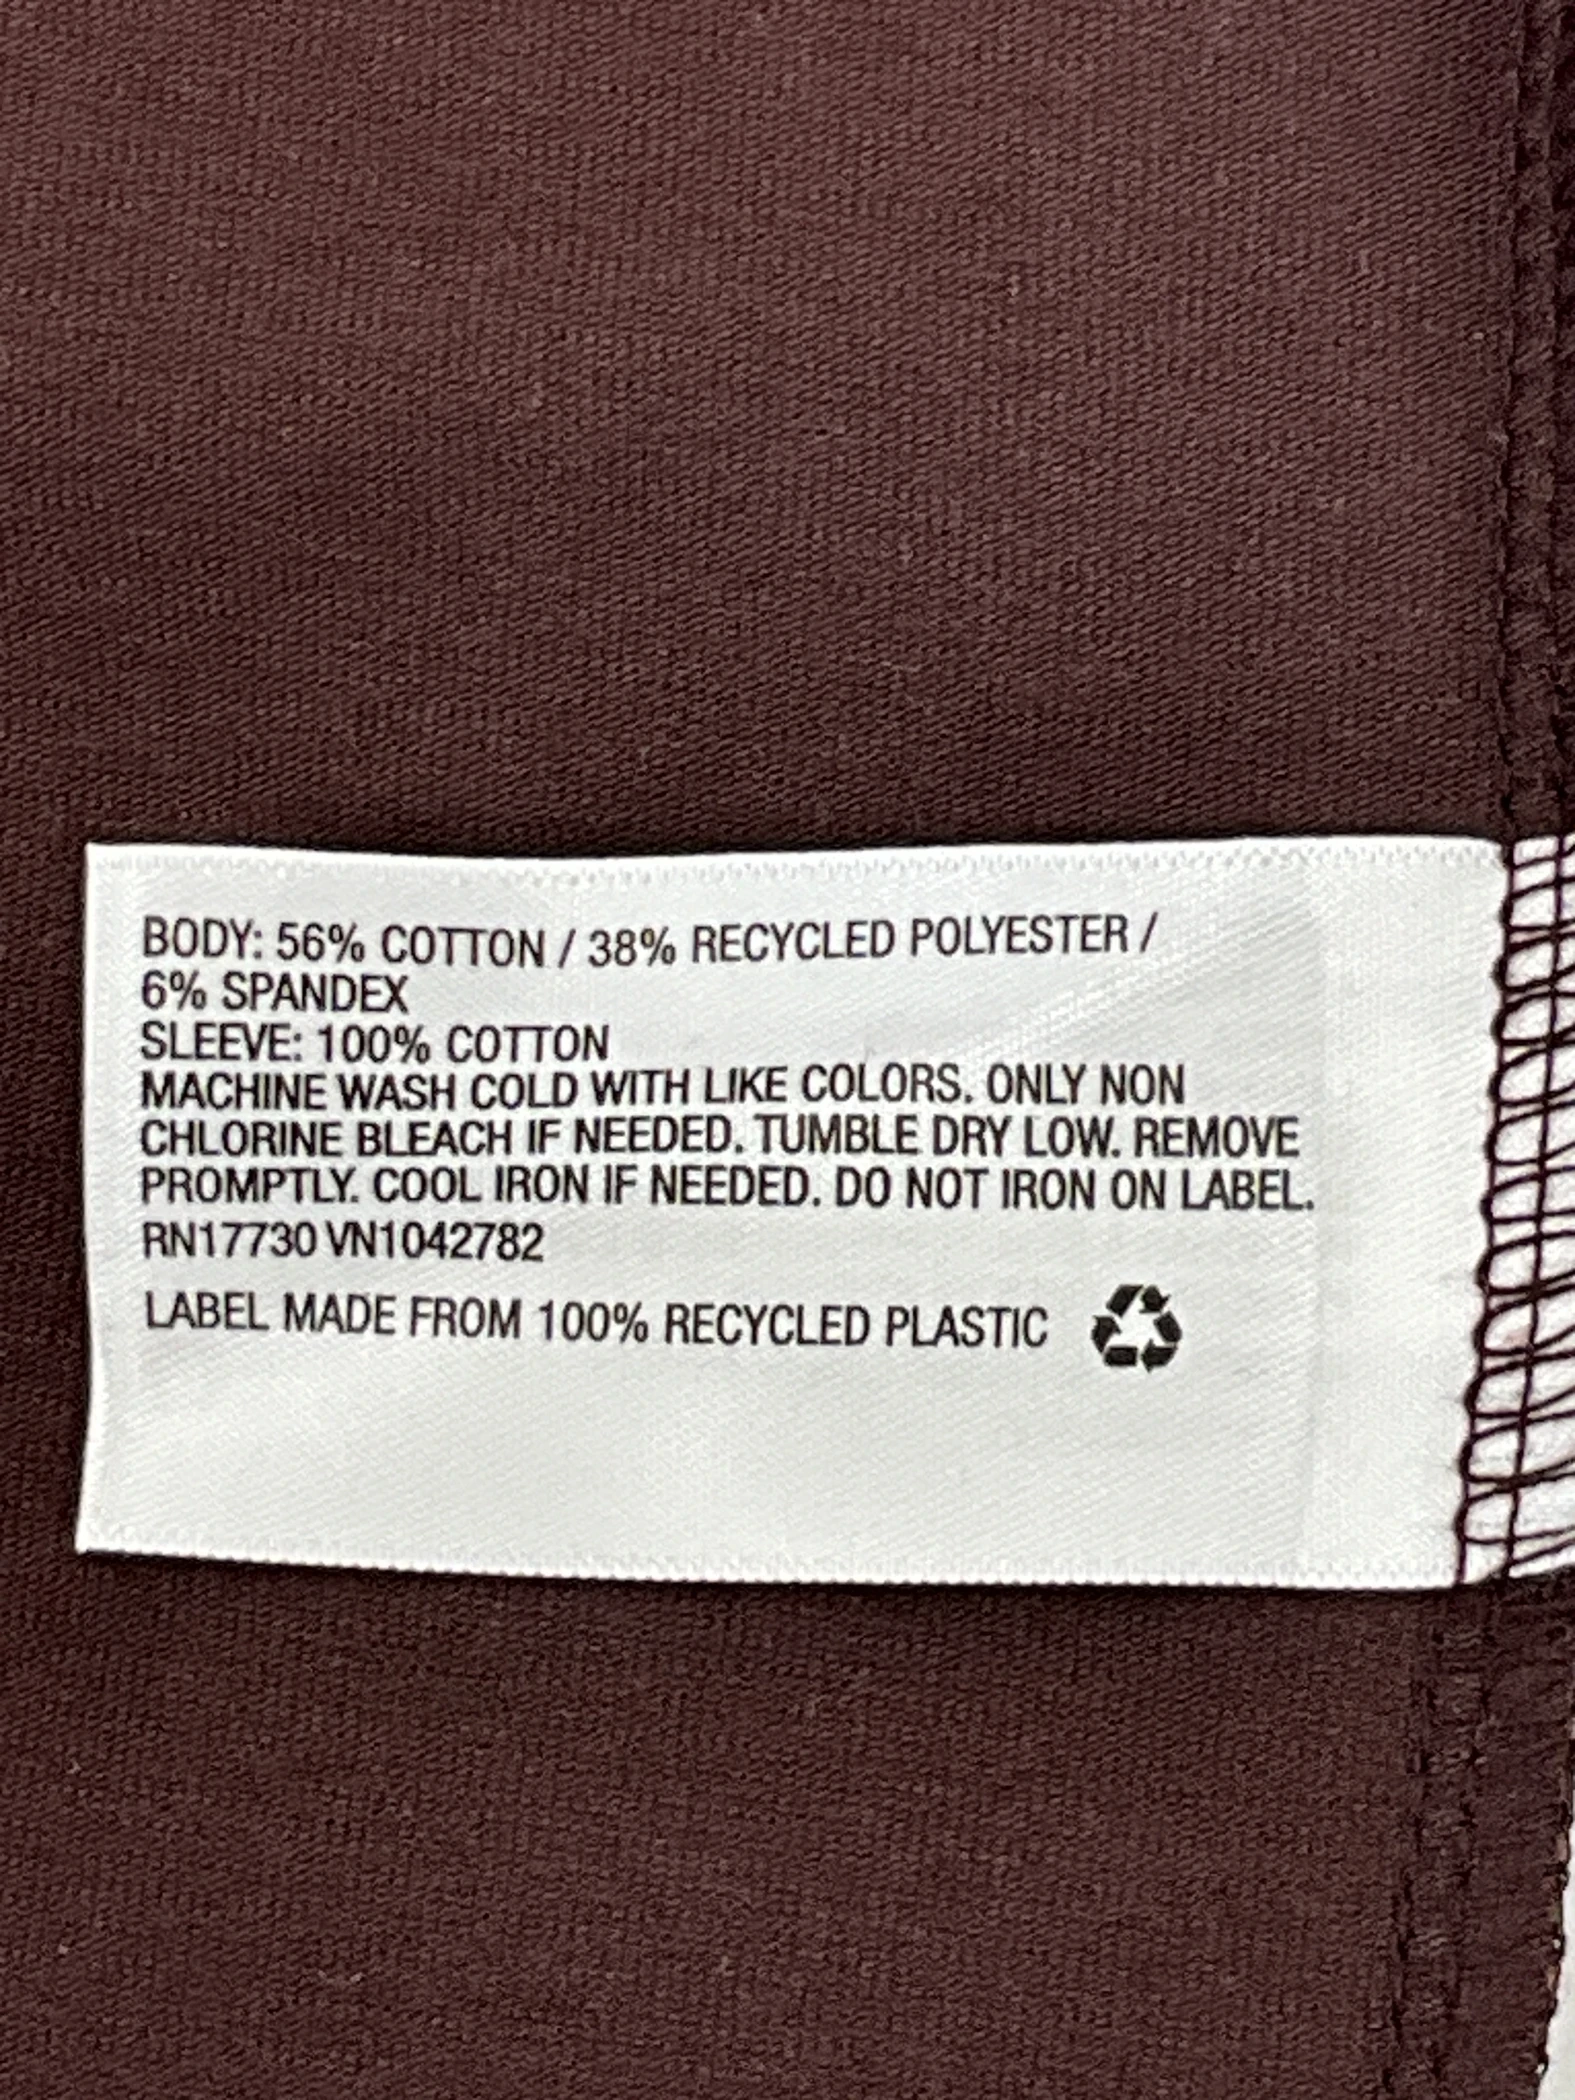 BODY: 56% COTTON / 38% RECYCLED POLYESTER /
6% SPANDEX
SLEEVE: 100% COTTON
MACHINE WASH COLD WITH LIKE COLORS. ONLY NON
CHLORINE BLEACH IF NEEDED. TUMBLE DRY LOW. REMOVE
PROMPTLY. COOL IRON IF NEEDED. DO NOT IRON ON LABEL.
RN17730 VN1042782
LABEL MADE FROM 100% RECYCLED PLASTIC